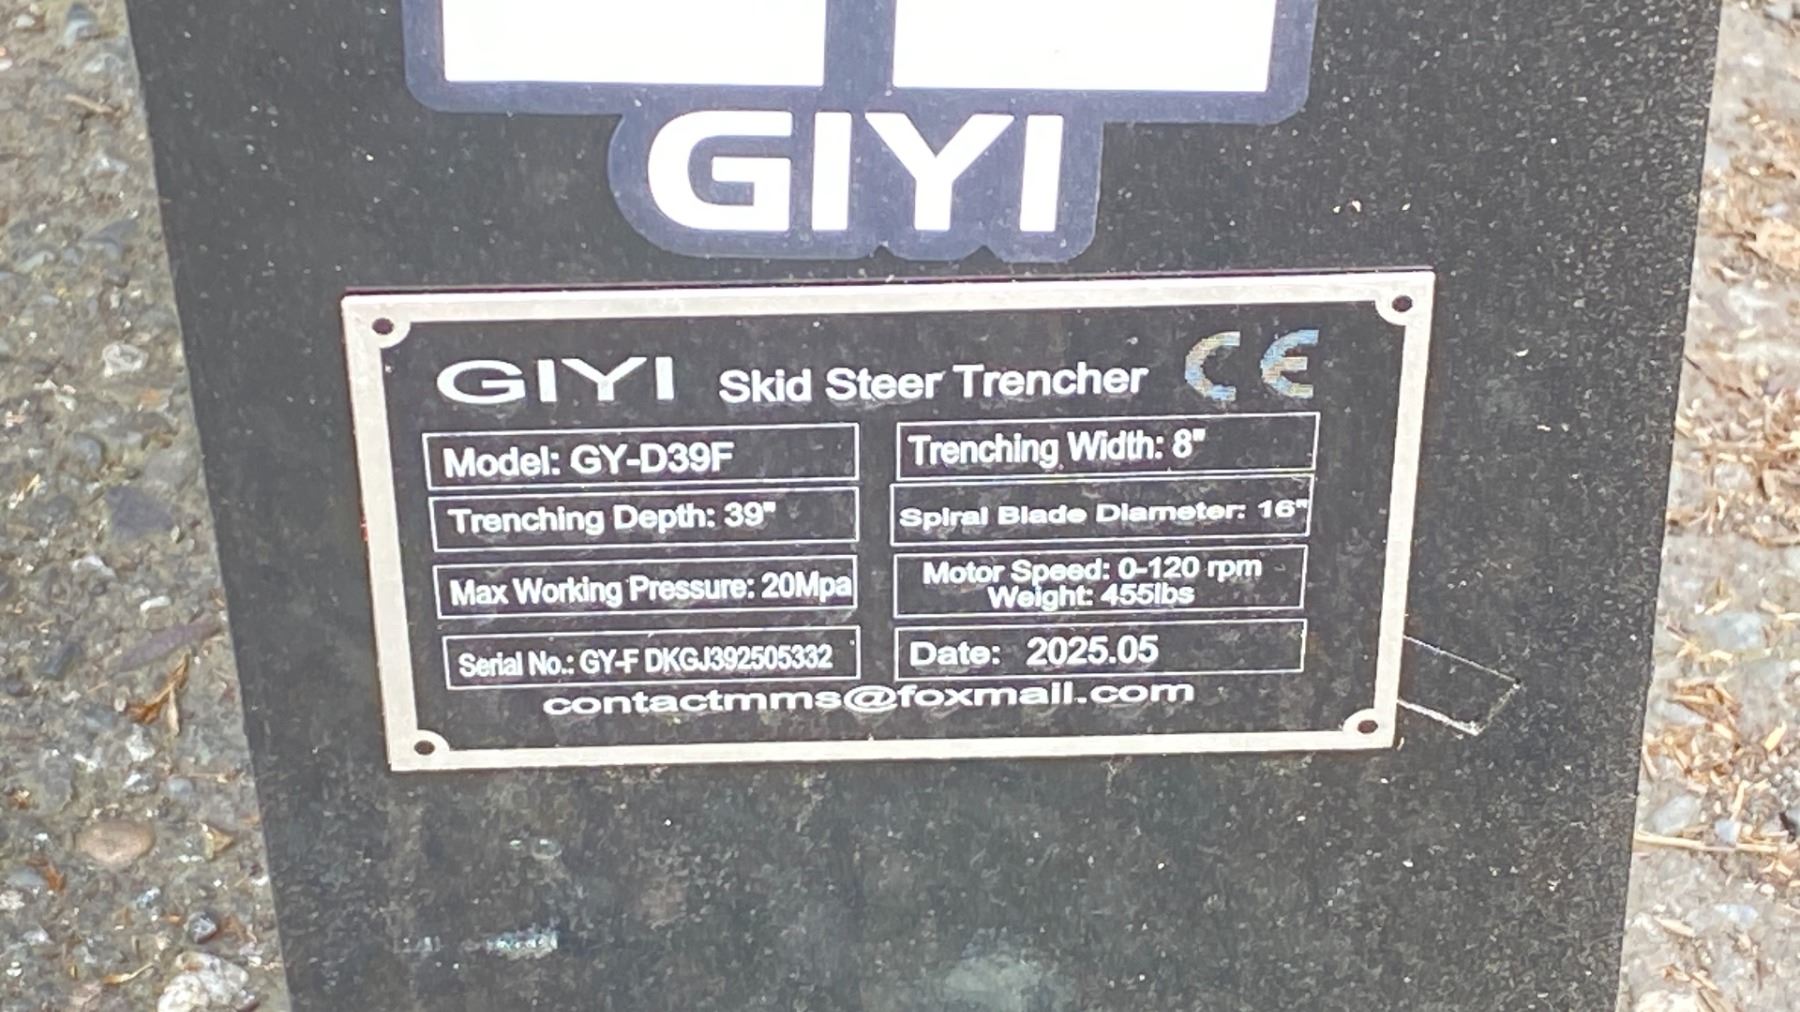 GIYI
GIYI Skid Steer Trencher CE
Model: GY-D39F
Trenching Width: 8"
Trenching Depth: 39"
Spiral Blade Diameter: 16"
Max Working Pressure: 20Mpa
Motor Speed: 0-120 rpm
Weight: 455lbs
Serial No.: GY-F DKGJ392505332
Date: 2025.05
contactmms@foxmail.com